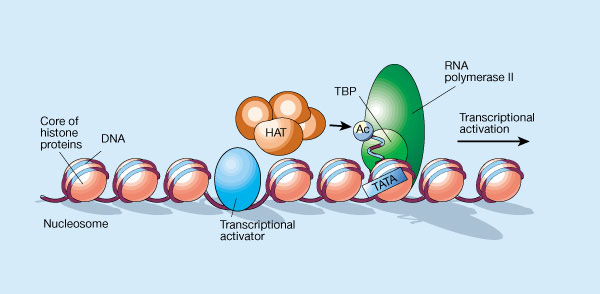 RNA
polymerase II
TBP
Core of
histone
proteins
DNA
HAT
Ac
Transcriptional
activation
TATA
Nucleosome
Transcriptional
activator